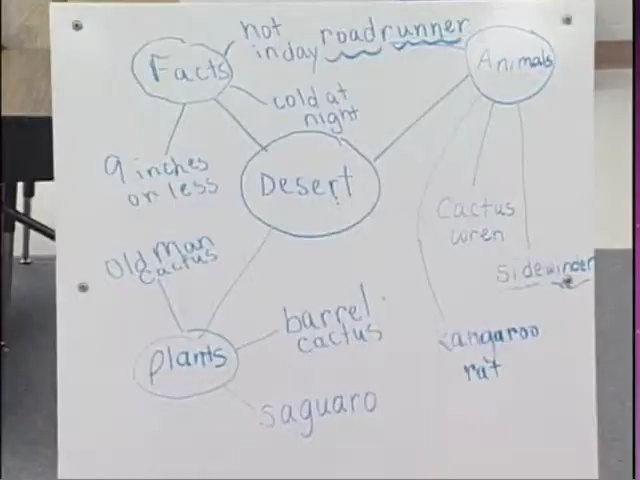 hot
in day
roadrunner
Facts
Animals
cold at
night
9 inches
or less
Desert
Cactus
wren
Old Man
cactus
sidewinder
barrel
cactus
kangaroo
rat
plants
saguaro